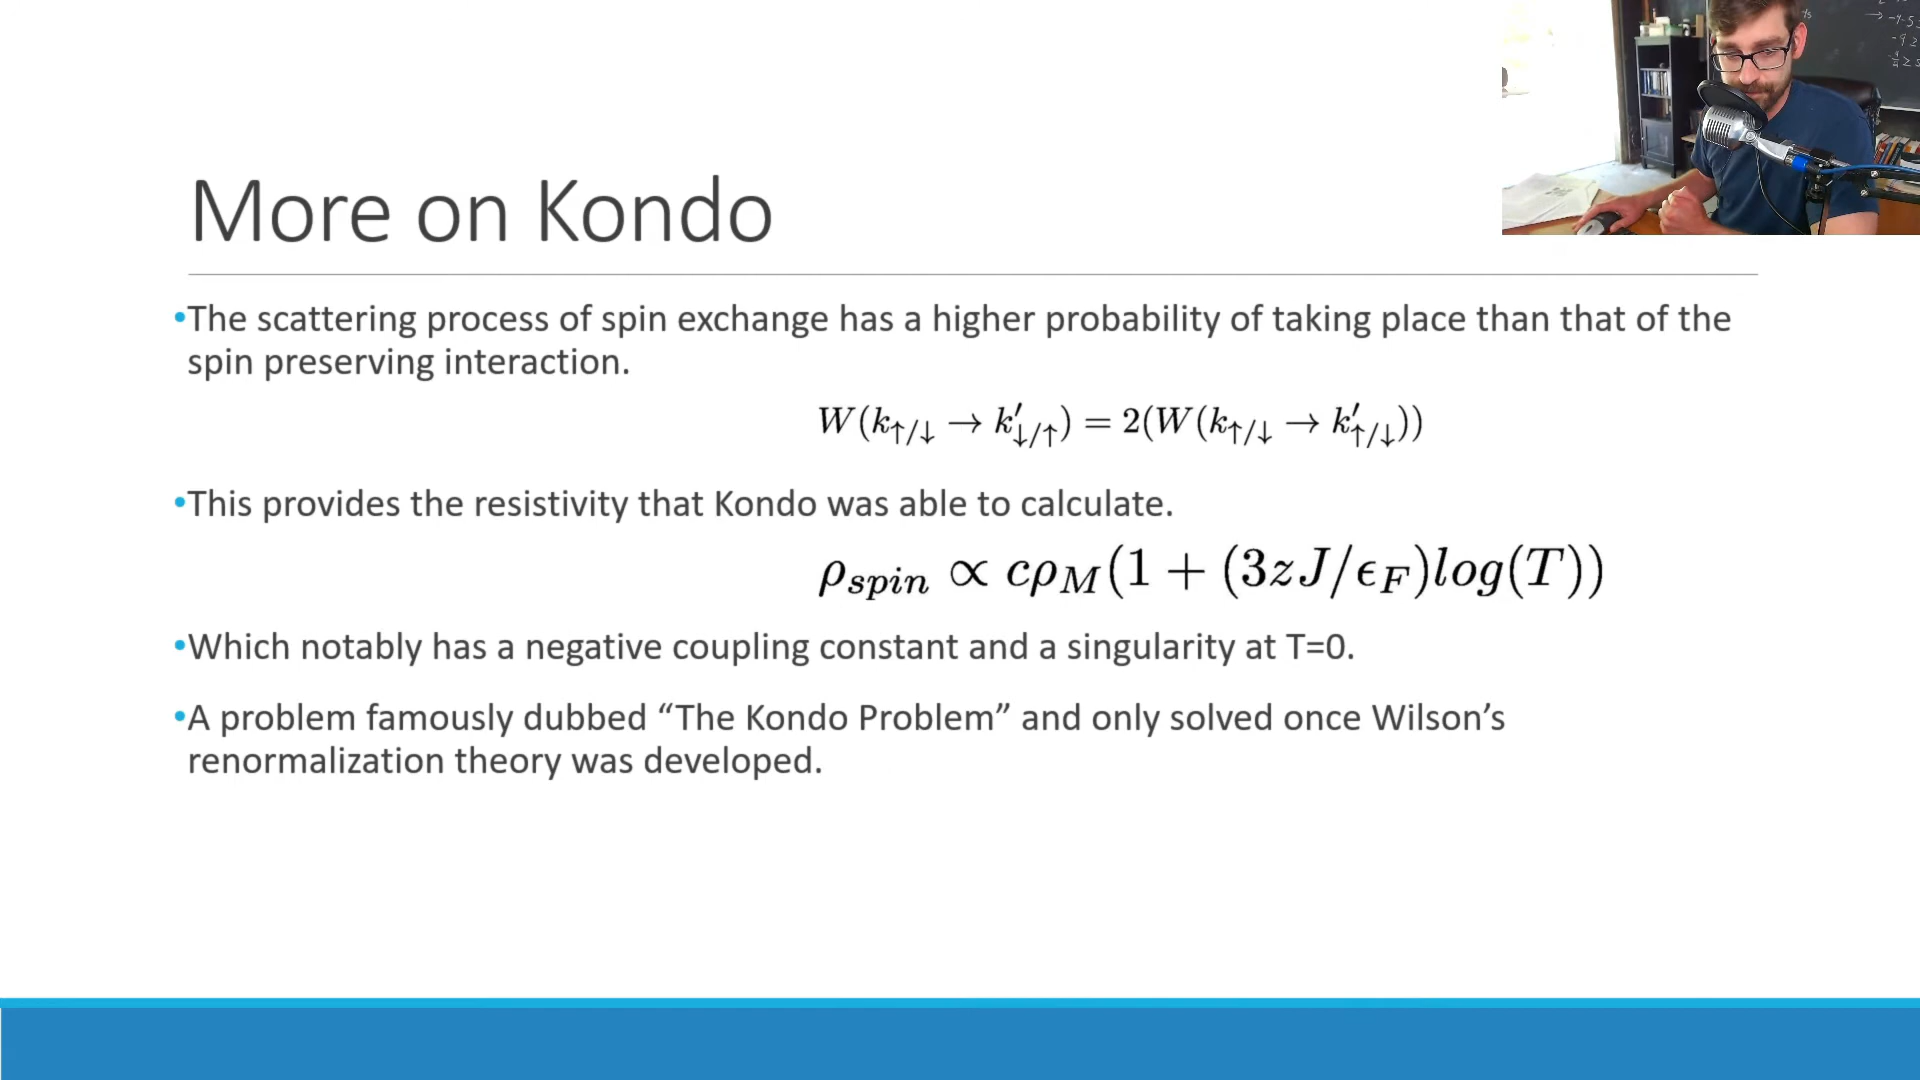 More on Kondo
•The scattering process of spin exchange has a higher probability of taking place than that of the
spin preserving interaction.
W(k↑/↓ → k′↓/↑) = 2(W(k↑/↓ → k′↑/↓))
•This provides the resistivity that Kondo was able to calculate.
ρspin ∝ cρM(1 + (3zJ/ϵF)log(T))
•Which notably has a negative coupling constant and a singularity at T=0.
•A problem famously dubbed “The Kondo Problem” and only solved once Wilson’s
renormalization theory was developed.